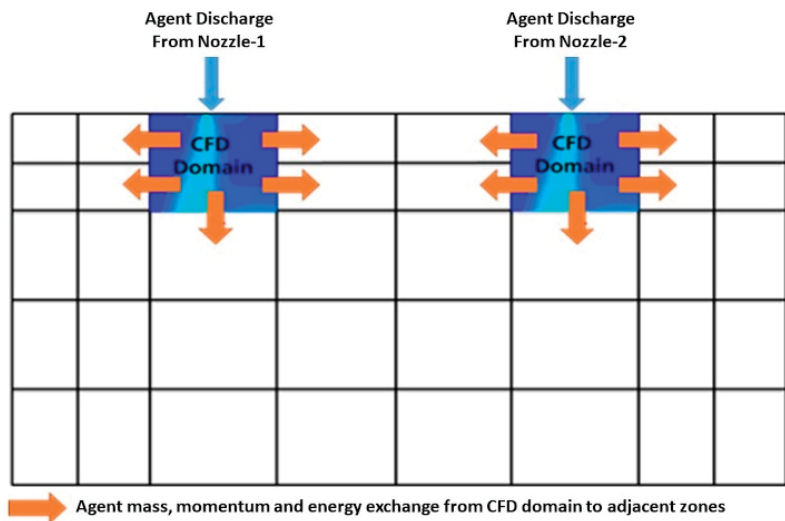 Agent Discharge
From Nozzle-1
Agent Discharge
From Nozzle-2
CFD
Domain
CFD
Domain
Agent mass, momentum and energy exchange from CFD domain to adjacent zones